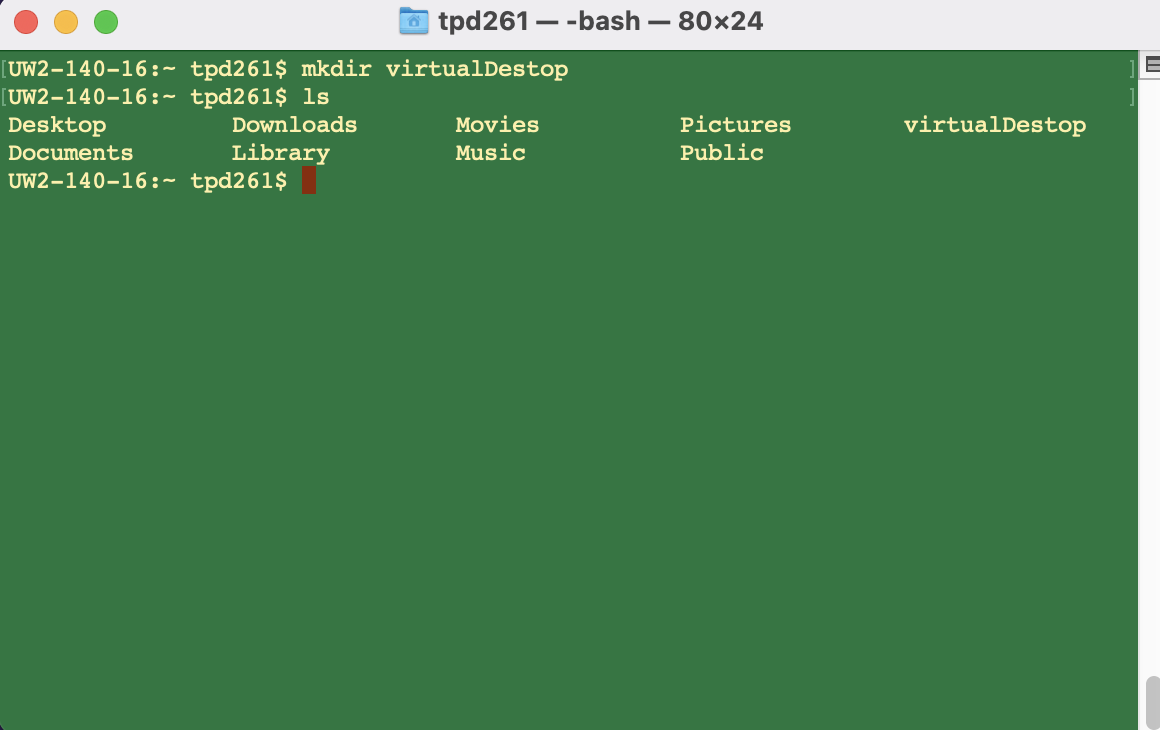 tpd261 — -bash — 80×24
[UW2-140-16:~ tpd261$ mkdir virtualDestop ]
[UW2-140-16:~ tpd261$ ls ]
Desktop Downloads Movies Pictures virtualDestop
Documents Library Music Public
UW2-140-16:~ tpd261$